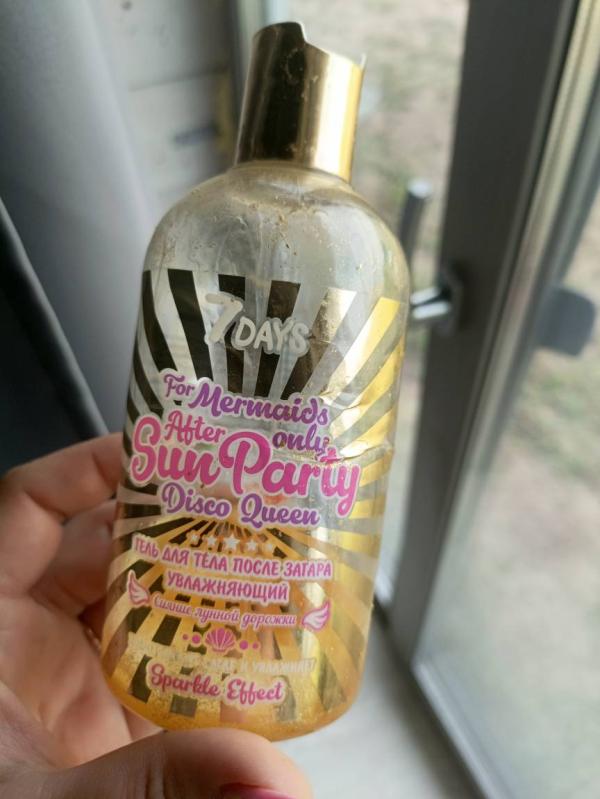 7DAYS
For Mermaids
After only
Sun Party
Disco Queen
ГЕЛЬ ДЛЯ ТЕЛА ПОСЛЕ ЗАГАРА
УВЛАЖНЯЮЩИЙ
Сияние лунной дорожки
И УВЛАЖНЯЕТ
Sparkle Effect